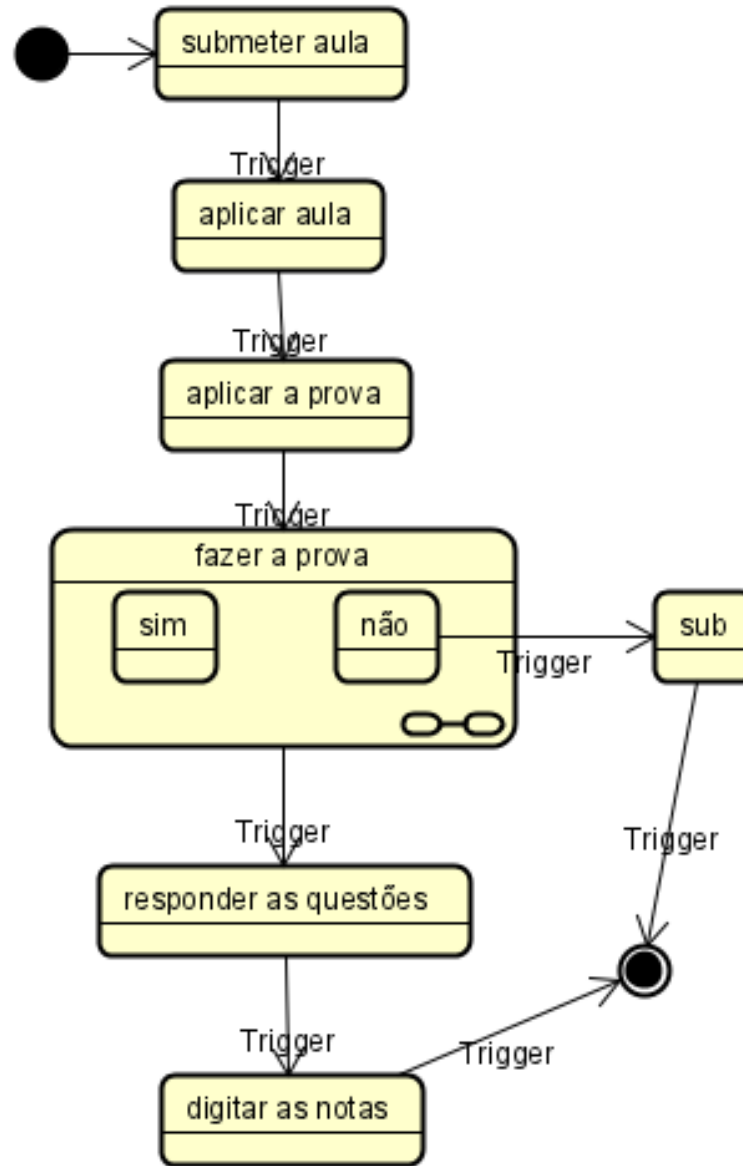 submeter aula
Trigger
aplicar aula
Trigger
aplicar a prova
Trigger
fazer a prova
sim
não
Trigger
sub
Trigger
responder as questões
Trigger
Trigger
digitar as notas
Trigger